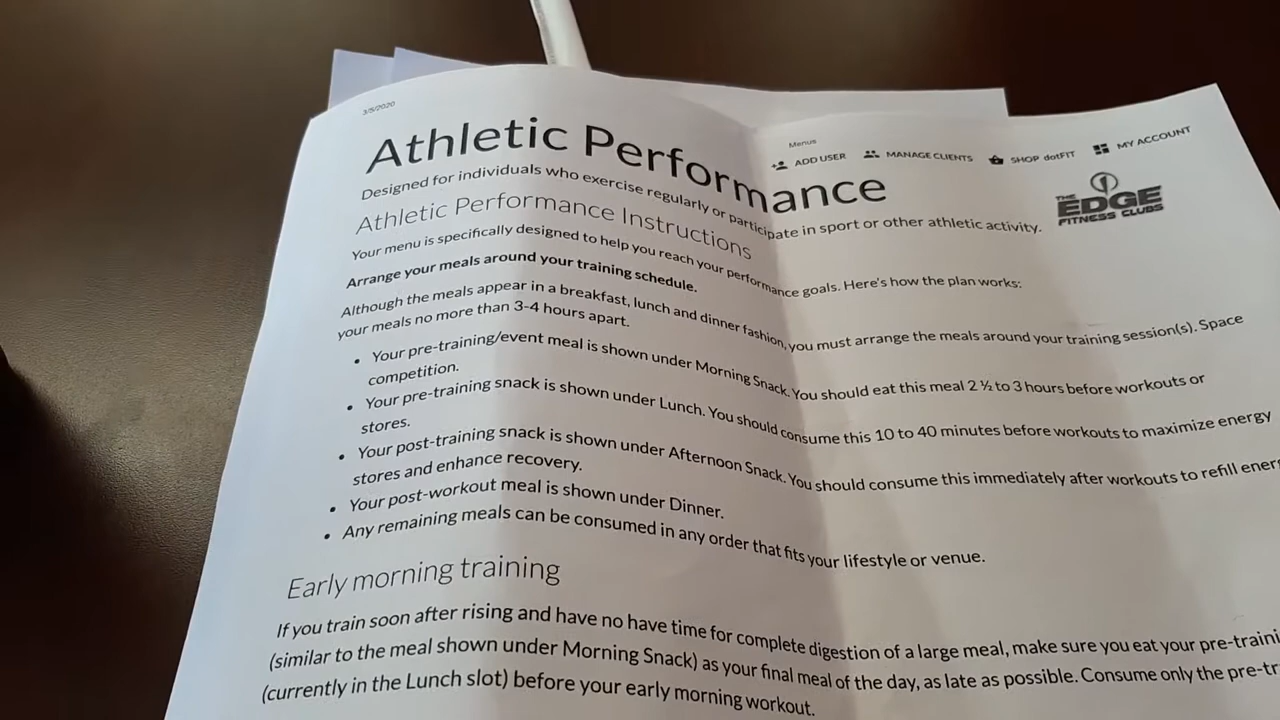 3/5/2020
Menus
ADD USER MANAGE CLIENTS SHOP dotFIT MY ACCOUNT
THE EDGE FITNESS CLUBS
Athletic Performance
Designed for individuals who exercise regularly or participate in sport or other athletic activity.
Athletic Performance Instructions
Your menu is specifically designed to help you reach your performance goals. Here's how the plan works:
Arrange your meals around your training schedule.
Although the meals appear in a breakfast, lunch and dinner fashion, you must arrange the meals around your training session(s). Space
your meals no more than 3-4 hours apart.
• Your pre-training/event meal is shown under Morning Snack. You should eat this meal 2 ½ to 3 hours before workouts or
competition.
• Your pre-training snack is shown under Lunch. You should consume this 10 to 40 minutes before workouts to maximize energy
stores.
• Your post-training snack is shown under Afternoon Snack. You should consume this immediately after workouts to refill
stores and enhance recovery.
• Your post-workout meal is shown under Dinner.
• Any remaining meals can be consumed in any order that fits your lifestyle or venue.
Early morning training
If you train soon after rising and have no have time for complete digestion of a large meal, make sure you eat your
(similar to the meal shown under Morning Snack) as your final meal of the day, as late as possible. Consume only the
(currently in the Lunch slot) before your early morning workout.